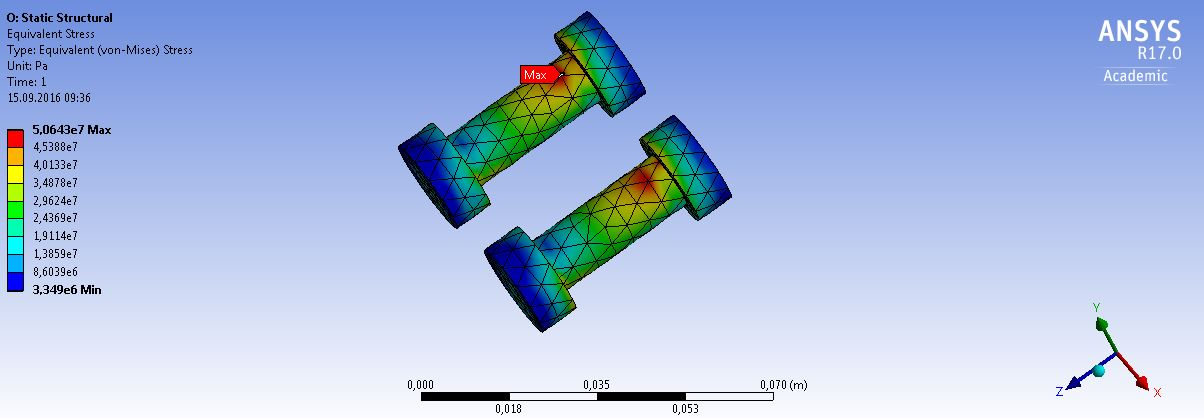 O: Static Structural
Equivalent Stress
Type: Equivalent (von-Mises) Stress
Unit: Pa
Time: 1
15.09.2016 09:36
5,0643e7 Max
4,5388e7
4,0133e7
3,4878e7
2,9624e7
2,4369e7
1,9114e7
1,3859e7
8,6039e6
3,349e6 Min
Max
ANSYS
R17.0
Academic
0,000 0,035 0,070 (m)
0,018 0,053
Y
Z X